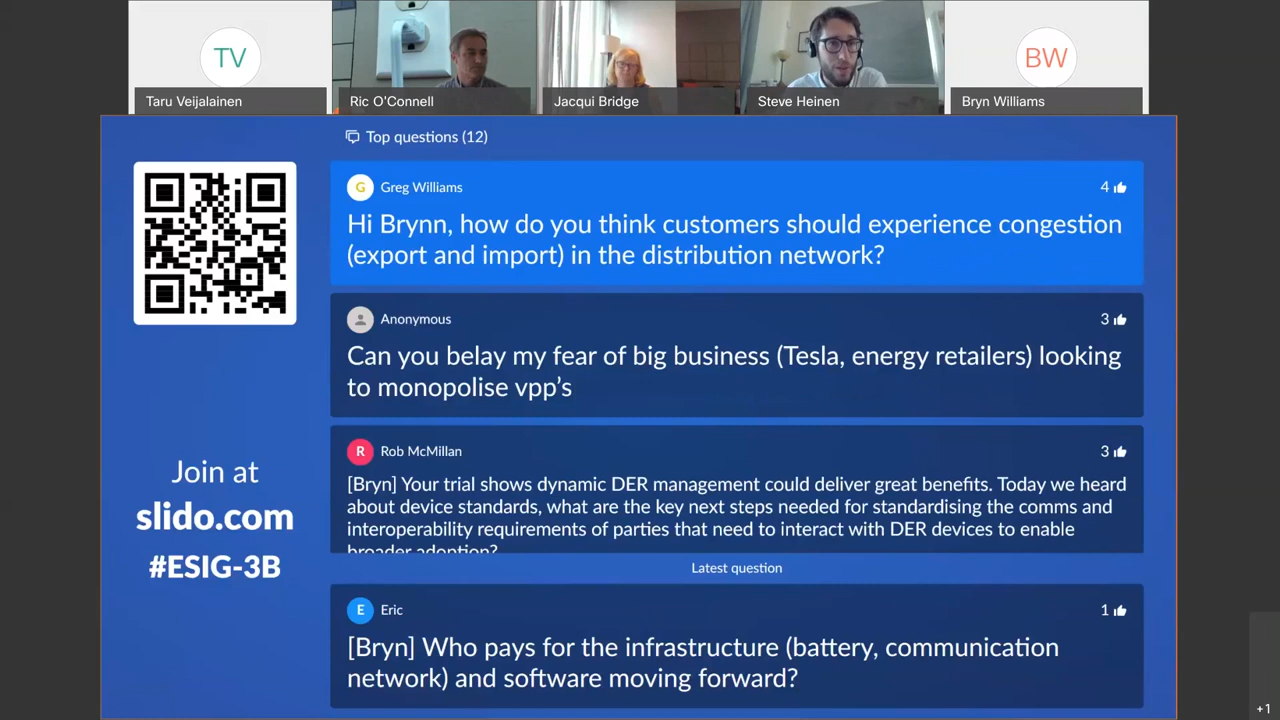 TV
BW
Taru Veijalainen
Ric O'Connell
Jacqui Bridge
Steve Heinen
Bryn Williams
Top questions (12)
G
Greg Williams
4
Hi Brynn, how do you think customers should experience congestion
(export and import) in the distribution network?
Anonymous
3
Can you belay my fear of big business (Tesla, energy retailers) looking
to monopolise vpp's
R
Rob McMillan
3
[Bryn] Your trial shows dynamic DER management could deliver great benefits. Today we heard
about device standards, what are the key next steps needed for standardising the comms and
interoperability requirements of parties that need to interact with DER devices to enable
broader adoption?
Join at
slido.com
#ESIG-3B
Latest question
E
Eric
1
[Bryn] Who pays for the infrastructure (battery, communication
network) and software moving forward?
+1